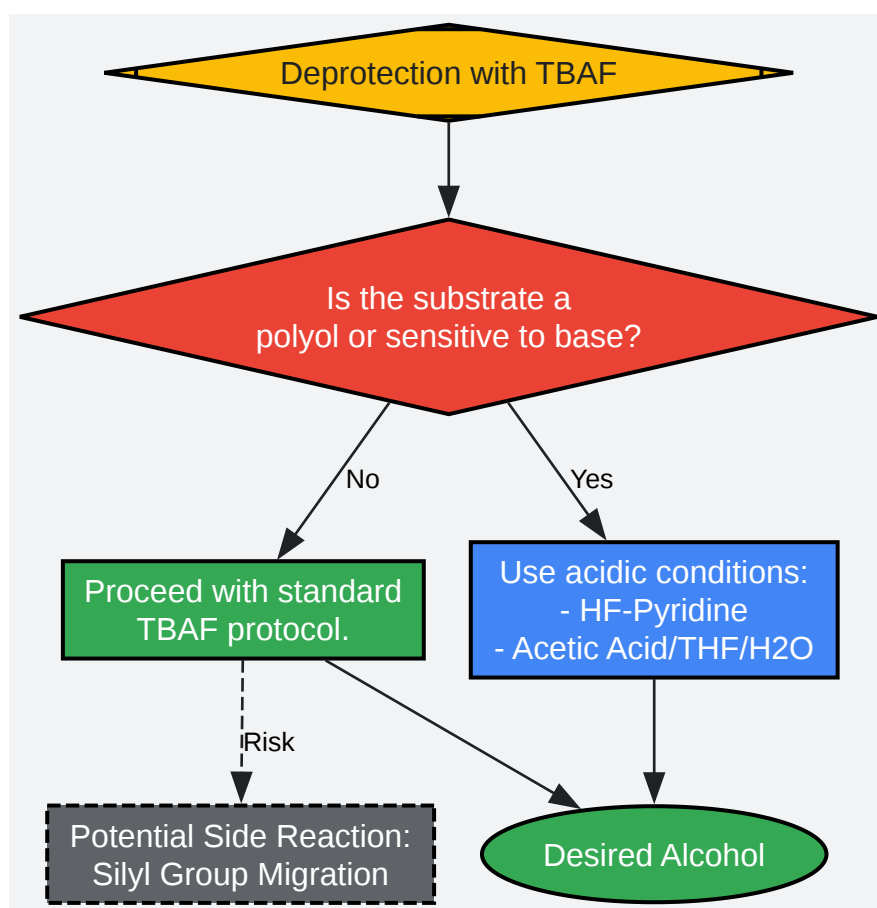 Deprotection with TBAF
Is the substrate a
polyol or sensitive to base?
No
Yes
Proceed with standard
TBAF protocol.
Use acidic conditions:
- HF-Pyridine
- Acetic Acid/THF/H2O
Risk
Potential Side Reaction:
Silyl Group Migration
Desired Alcohol